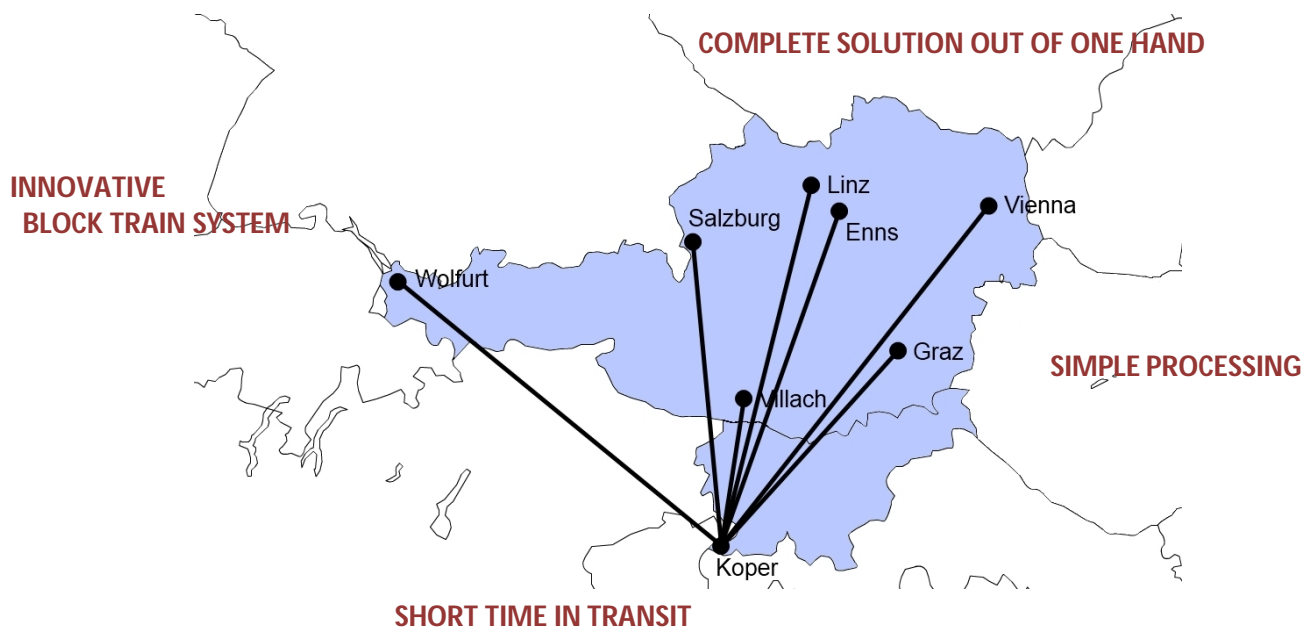 COMPLETE SOLUTION OUT OF ONE HAND
INNOVATIVE
BLOCK TRAIN SYSTEM
Linz
Vienna
Salzburg
Enns
Wolfurt
Graz
SIMPLE PROCESSING
Villach
Koper
SHORT TIME IN TRANSIT